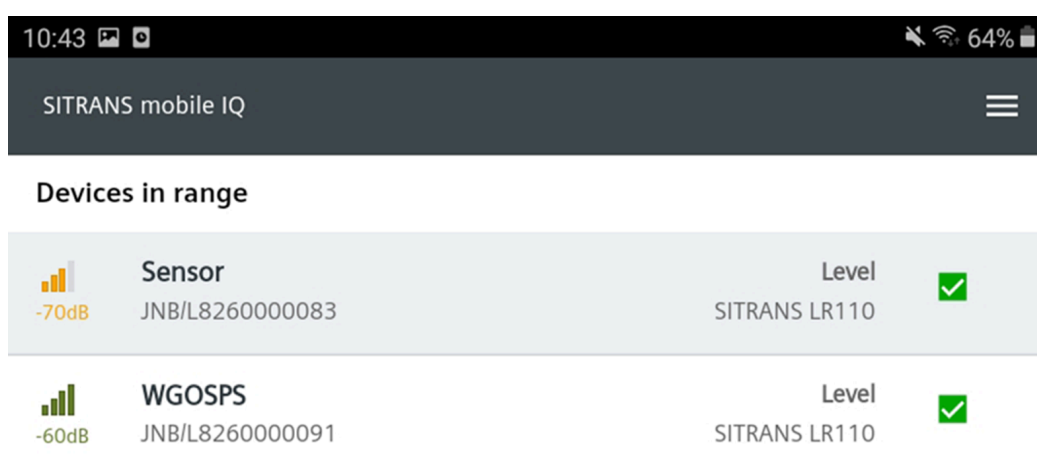 10:43 64%
SITRANS mobile IQ
Devices in range
Sensor Level
-70dB JNB/L8260000083 SITRANS LR110
WGOSPS Level
-60dB JNB/L8260000091 SITRANS LR110